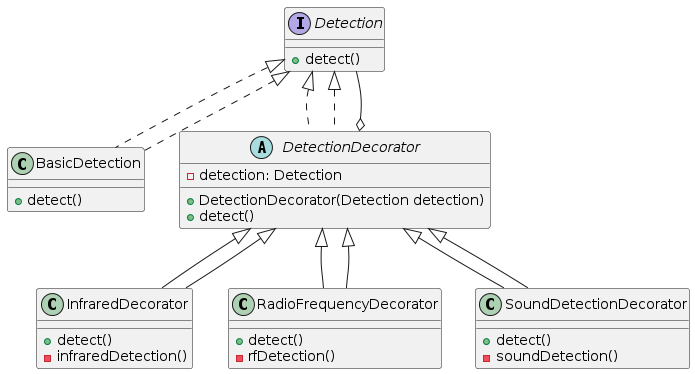 I Detection
detect()
C BasicDetection
detect()
A DetectionDecorator
detection: Detection
DetectionDecorator(Detection detection)
detect()
C InfraredDecorator
detect()
infraredDetection()
C RadioFrequencyDecorator
detect()
rfDetection()
C SoundDetectionDecorator
detect()
soundDetection()